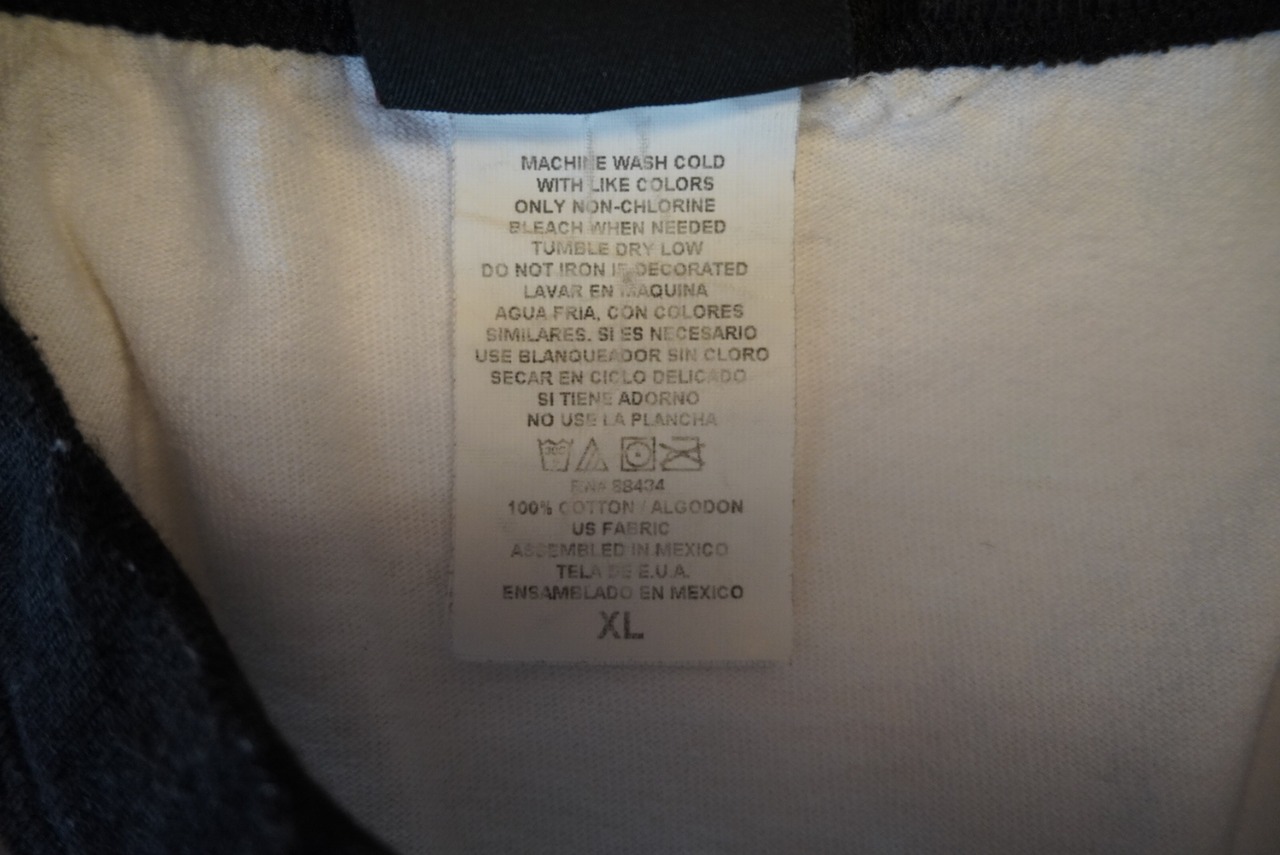 MACHINE WASH COLD
WITH LIKE COLORS
ONLY NON-CHLORINE
BLEACH WHEN NEEDED
TUMBLE DRY LOW
DO NOT IRON IF DECORATED
LAVAR EN MAQUINA
AGUA FRIA, CON COLORES
SIMILARES. SI ES NECESARIO
USE BLANQUEADOR SIN CLORO
SECAR EN CICLO DELICADO
SI TIENE ADORNO
NO USE LA PLANCHA
RN# 88434
100% COTTON / ALGODON
US FABRIC
ASSEMBLED IN MEXICO
TELA DE E.U.A.
ENSAMBLADO EN MEXICO
XL